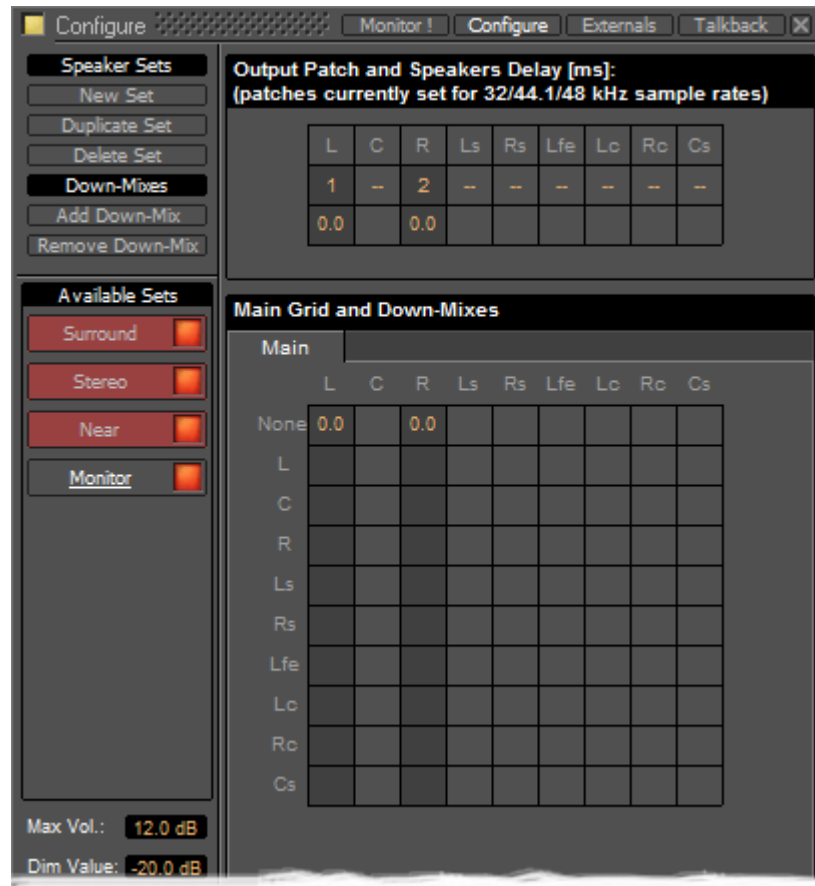 Configure Monitor ! Configure Externals Talkback X
Speaker Sets
New Set
Duplicate Set
Delete Set
Down-Mixes
Add Down-Mix
Remove Down-Mix
Available Sets
Surround
Stereo
Near
Monitor
Max Vol.: 12.0 dB
Dim Value: -20.0 dB
Output Patch and Speakers Delay [ms]:
(patches currently set for 32/44.1/48 kHz sample rates)
L C R Ls Rs Lfe Lc Rc Cs
1 -- 2 -- -- -- -- -- --
0.0 0.0
Main Grid and Down-Mixes
Main
L C R Ls Rs Lfe Lc Rc Cs
None 0.0 0.0
L
C
R
Ls
Rs
Lfe
Lc
Rc
Cs